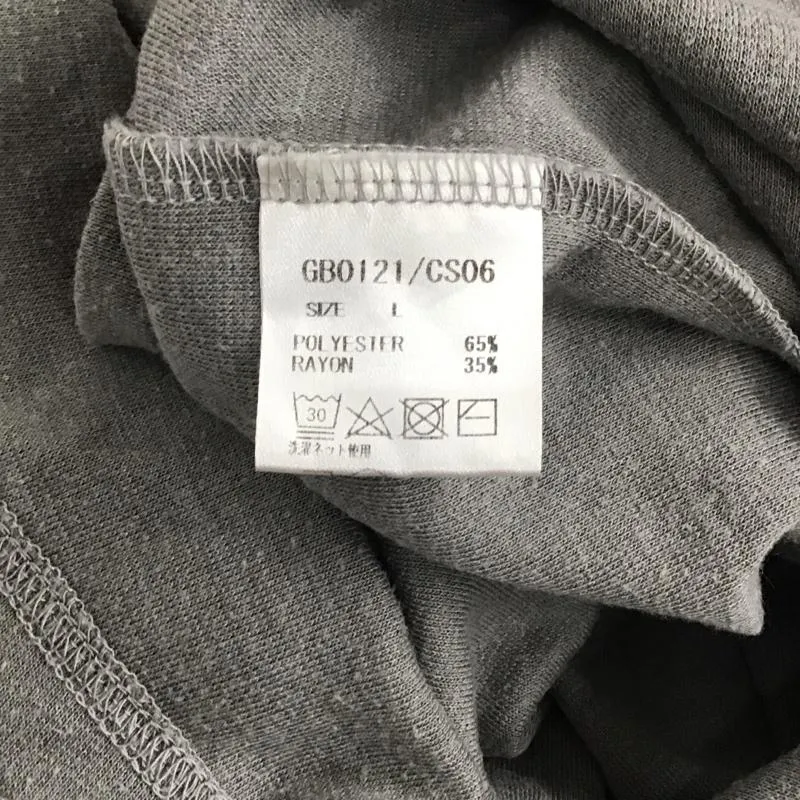 GB0121/CS06
SIZE L
POLYESTER 65%
RAYON 35%
30
洗濯ネット使用